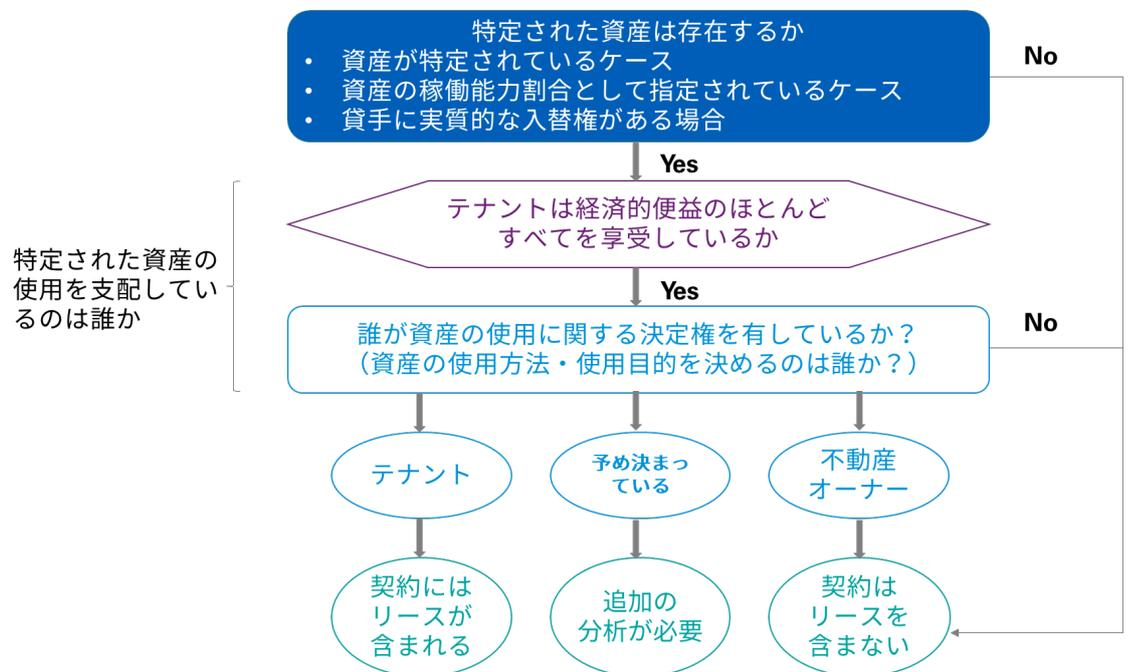 特定された資産は存在するか
• 資産が特定されているケース
• 資産の稼働能力割合として指定されているケース
• 貸手に実質的な入替権がある場合
No
Yes
テナントは経済的便益のほとんど
すべてを享受しているか
特定された資産の
使用を支配してい
るのは誰か
Yes
誰が資産の使用に関する決定権を有しているか？
（資産の使用方法・使用目的を決めるのは誰か？）
No
テナント
予め決まっ
ている
不動産
オーナー
契約には
リースが
含まれる
追加の
分析が必要
契約は
リースを
含まない